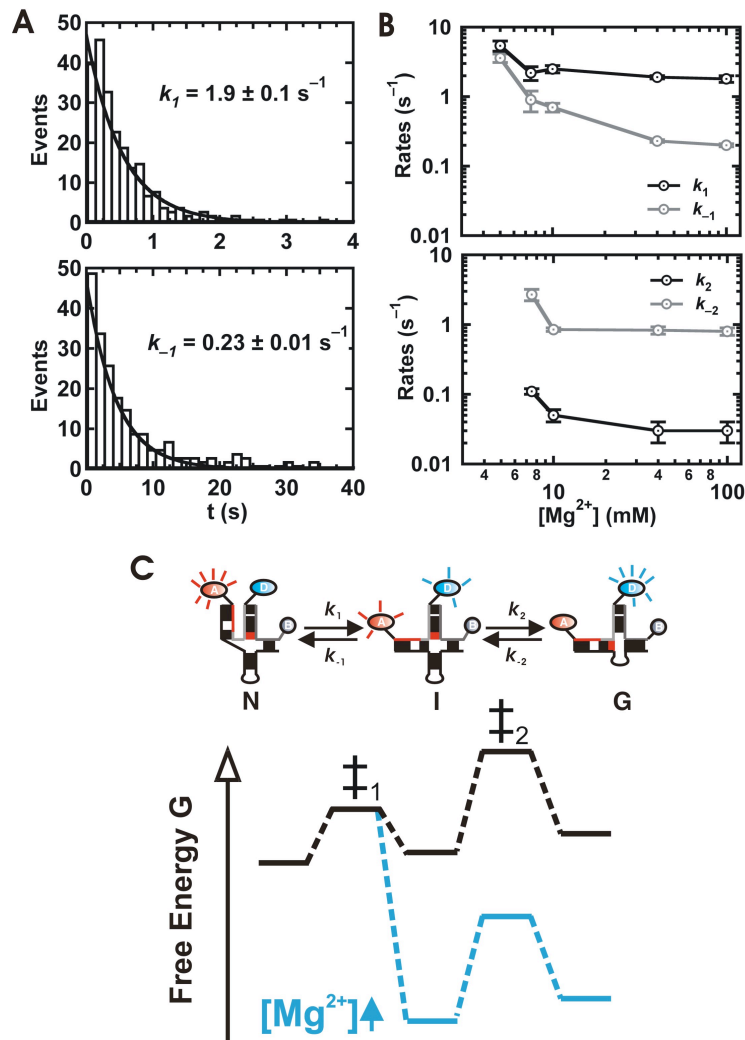 A
50
40
30
20
10
0
Events
k₁ = 1.9 ± 0.1 s⁻¹
0 1 2 3 4
50
40
30
20
10
0
Events
k₋₁ = 0.23 ± 0.01 s⁻¹
0 10 20 30 40
t (s)
B
10
1
0.1
0.01
Rates (s⁻¹)
k₁
k₋₁
10
1
0.1
0.01
Rates (s⁻¹)
k₂
k₋₂
4 6 8 10 2 4 6 8 100
[Mg²⁺] (mM)
C
A D B
k₁
k₋₁
A D B
k₂
k₋₂
A D B
N I G
‡₁
‡₂
Free Energy G
[Mg²⁺]